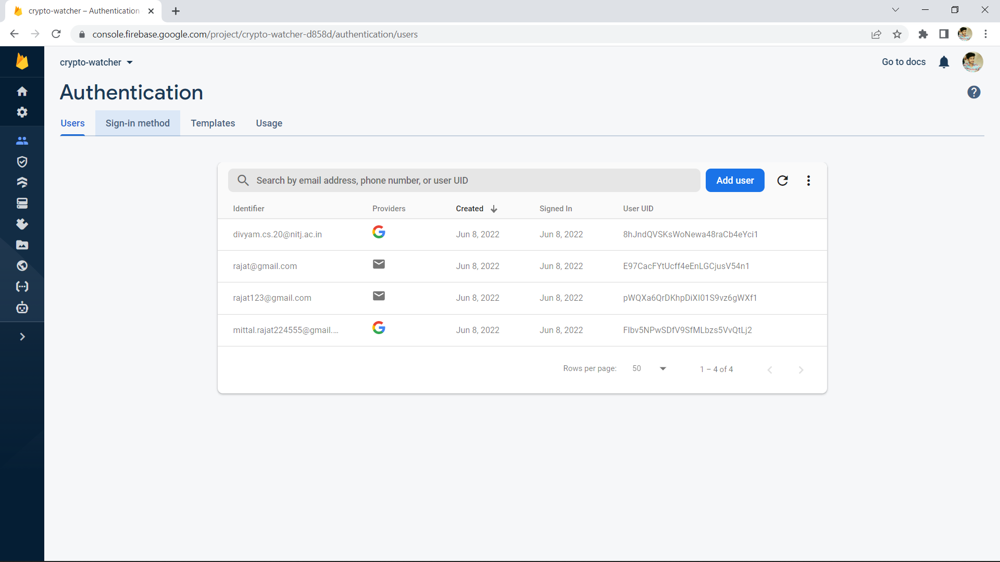 crypto-watcher – Authentication
console.firebase.google.com/project/crypto-watcher-d858d/authentication/users
crypto-watcher
Go to docs
Authentication
Users Sign-in method Templates Usage
Search by email address, phone number, or user UID Add user
Identifier Providers Created Signed In User UID
divyam.cs.20@nitj.ac.in Jun 8, 2022 Jun 8, 2022 8hJndQVSKsWoNewa48raCb4eYci1
rajat@gmail.com Jun 8, 2022 Jun 8, 2022 E97CacFYtUcff4eEnLGCjusV54n1
rajat123@gmail.com Jun 8, 2022 Jun 8, 2022 pWQXa6QrDKhpDiXI01S9vz6gWXf1
mittal.rajat224555@gmail.... Jun 8, 2022 Jun 8, 2022 FIbv5NPwSDfV9SfMLbzs5VvQtLj2
Rows per page: 50 1 – 4 of 4